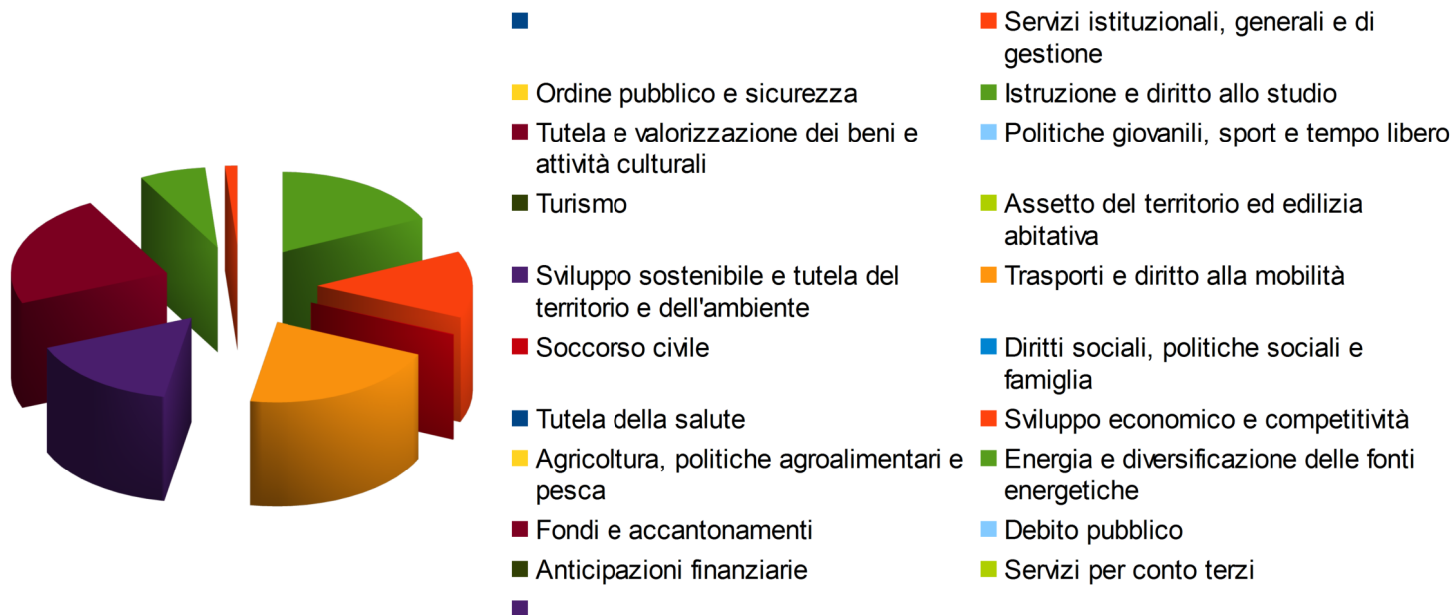 Servizi istituzionali, generali e di
gestione
Ordine pubblico e sicurezza
Istruzione e diritto allo studio
Tutela e valorizzazione dei beni e
attività culturali
Politiche giovanili, sport e tempo libero
Turismo
Assetto del territorio ed edilizia
abitativa
Sviluppo sostenibile e tutela del
territorio e dell'ambiente
Trasporti e diritto alla mobilità
Soccorso civile
Diritti sociali, politiche sociali e
famiglia
Tutela della salute
Sviluppo economico e competitività
Agricoltura, politiche agroalimentari e
pesca
Energia e diversificazione delle fonti
energetiche
Fondi e accantonamenti
Debito pubblico
Anticipazioni finanziarie
Servizi per conto terzi